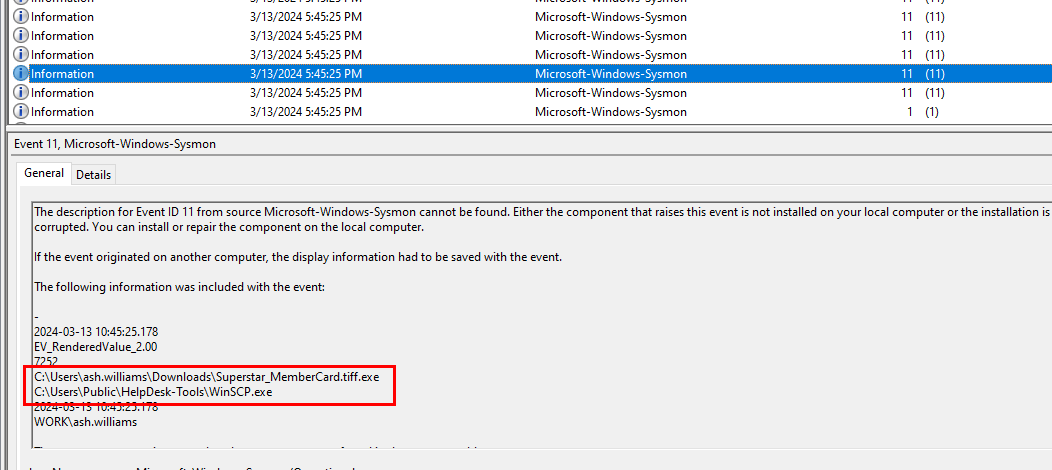 Information 3/13/2024 5:45:25 PM Microsoft-Windows-Sysmon 11 (11)
Information 3/13/2024 5:45:25 PM Microsoft-Windows-Sysmon 11 (11)
Information 3/13/2024 5:45:25 PM Microsoft-Windows-Sysmon 11 (11)
Information 3/13/2024 5:45:25 PM Microsoft-Windows-Sysmon 11 (11)
Information 3/13/2024 5:45:25 PM Microsoft-Windows-Sysmon 11 (11)
Information 3/13/2024 5:45:25 PM Microsoft-Windows-Sysmon 1 (1)
Event 11, Microsoft-Windows-Sysmon
General Details
The description for Event ID 11 from source Microsoft-Windows-Sysmon cannot be found. Either the component that raises this event is not installed on your local computer or the installation is
corrupted. You can install or repair the component on the local computer.
If the event originated on another computer, the display information had to be saved with the event.
The following information was included with the event:
-
2024-03-13 10:45:25.178
EV_RenderedValue_2.00
7252
C:\Users\ash.williams\Downloads\Superstar_MemberCard.tiff.exe
C:\Users\Public\HelpDesk-Tools\WinSCP.exe
2024-03-13 10:45:25.178
WORK\ash.williams